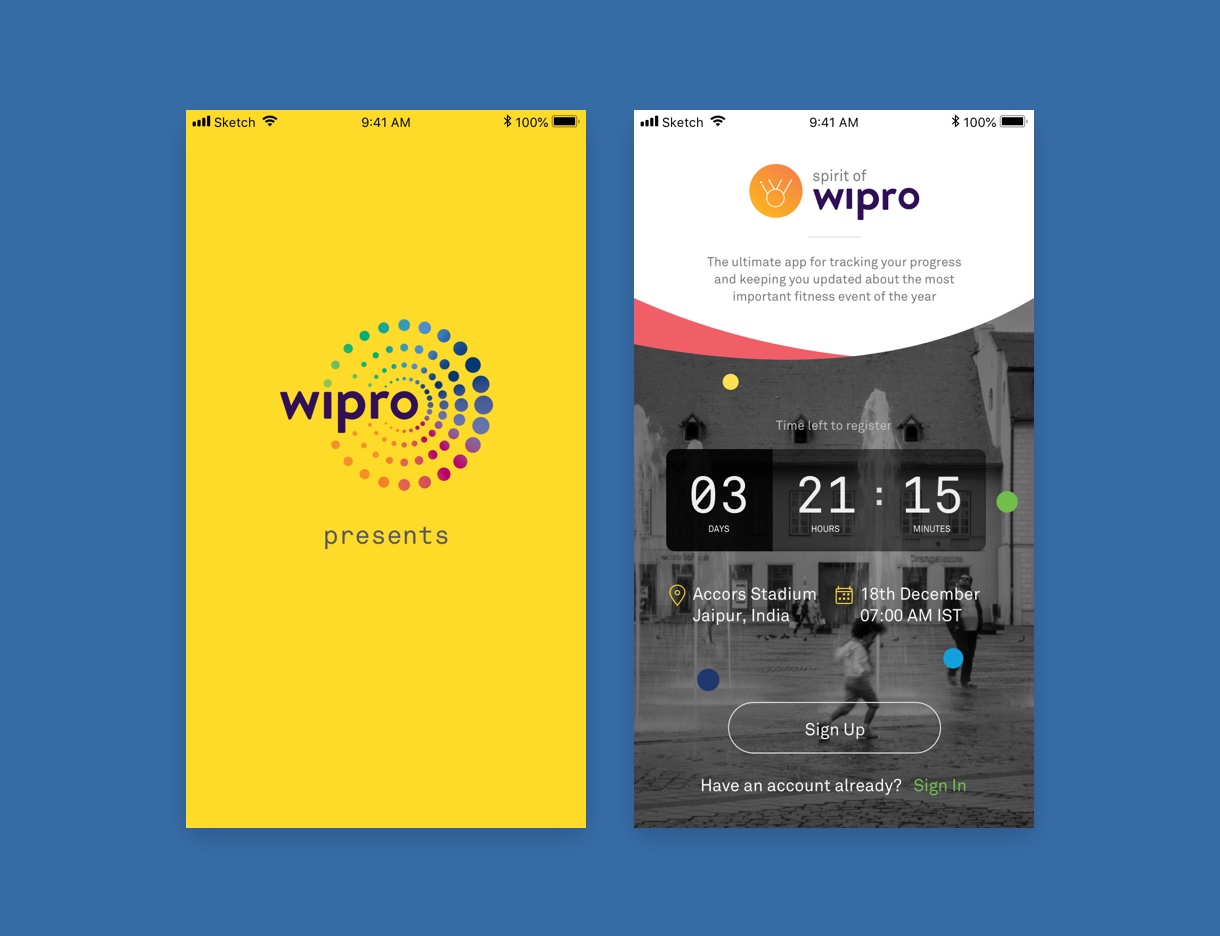 Sketch 9:41 AM 100%
wipro
presents
Sketch 9:41 AM 100%
spirit of
wipro
The ultimate app for tracking your progress
and keeping you updated about the most
important fitness event of the year
Time left to register
03 21 : 15
DAYS HOURS MINUTES
Accors Stadium
Jaipur, India
18th December
07:00 AM IST
Sign Up
Have an account already? Sign In